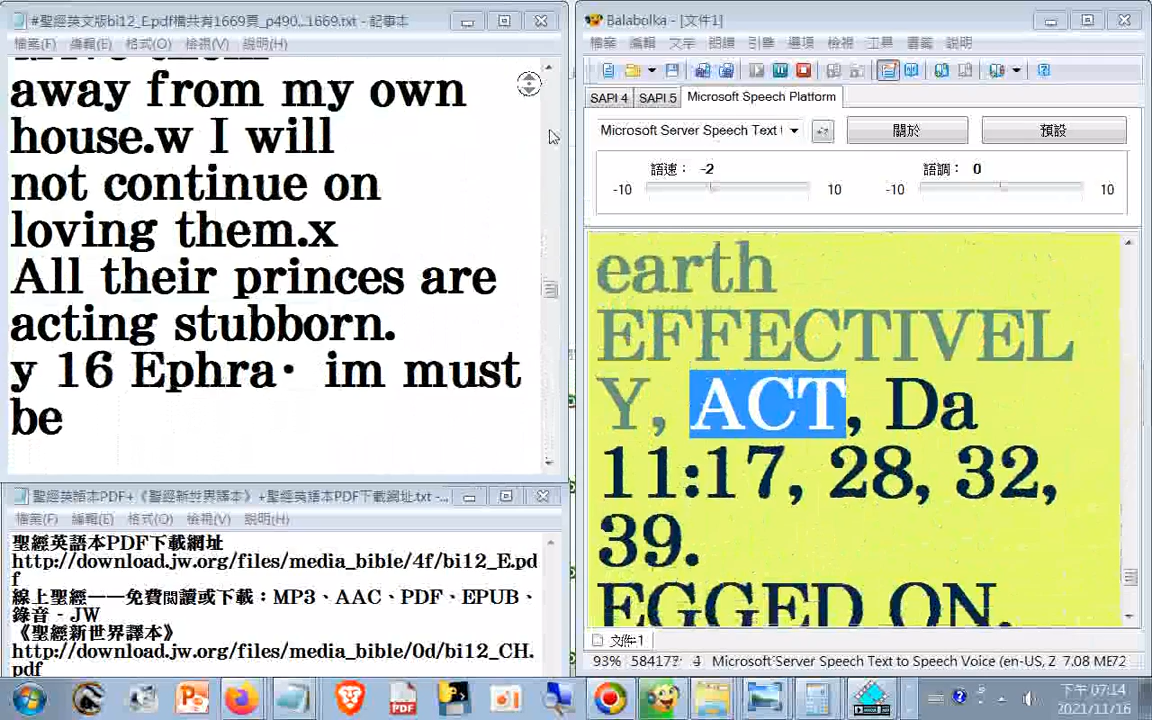 #聖經英文版bi12_E.pdf檔共有1669頁_p490,..1669.txt - 記事本
檔案(F) 編輯(E) 格式(O) 檢視(V) 說明(H)
away from my own
house.w I will
not continue on
loving them.x
All their princes are
acting stubborn.
y 16 Ephra· im must
be
聖經英語本PDF+《聖經新世界譯本》+聖經英語本PDF下載網址.txt -...
檔案(F) 編輯(E) 格式(O) 檢視(V) 說明(H)
聖經英語本PDF下載網址
http://download.jw.org/files/media_bible/4f/bi12_E.pd
f
線上聖經——免費閱讀或下載：MP3、AAC、PDF、EPUB、
錄音 - JW
《聖經新世界譯本》
http://download.jw.org/files/media_bible/0d/bi12_CH.
pdf
Balabolka - [文件1]
檔案 編輯 文字 朗讀 引擎 選項 檢視 工具 書籤 說明
SAPI 4 SAPI 5 Microsoft Speech Platform
Microsoft Server Speech Text 關於 預設
語速： -2 語調： 0
-10 10 -10 10
earth
EFFECTIVEL
Y, ACT, Da
11:17, 28, 32,
39.
EGGED ON.
文件1
93% Microsoft Server Speech Text to Speech Voice (en-US, Z 7.08 ME
下午 07:14
2021/11/16